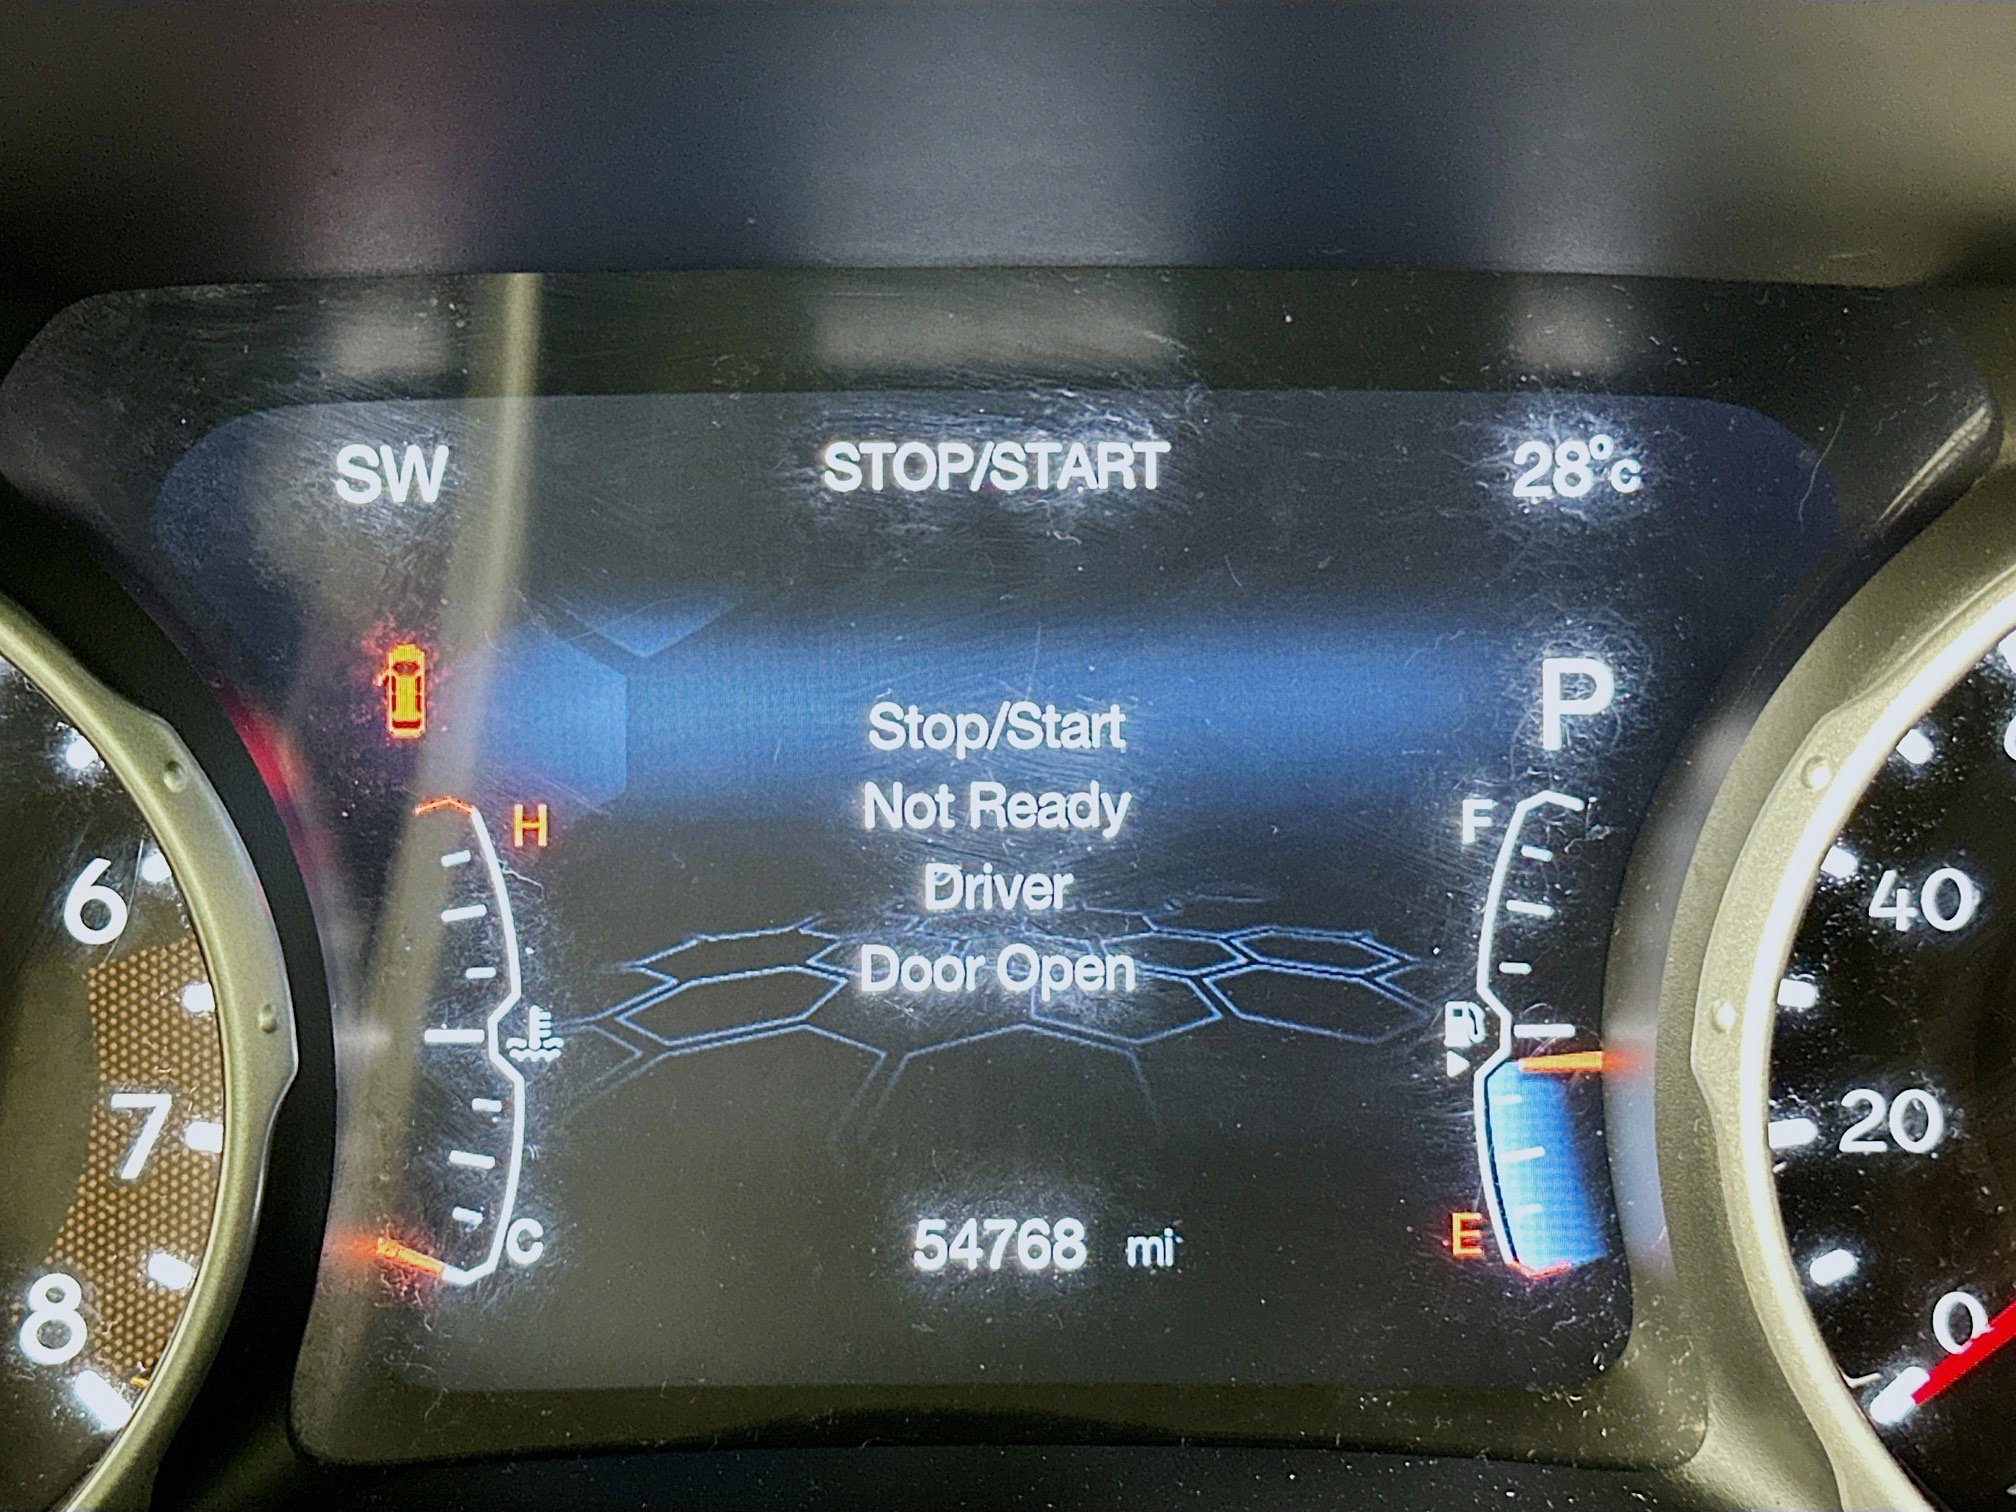 SW STOP/START 28°C
P
Stop/Start
Not Ready
Driver
Door Open
H
F
C
E
54768 mi
6
7
8
40
20
0